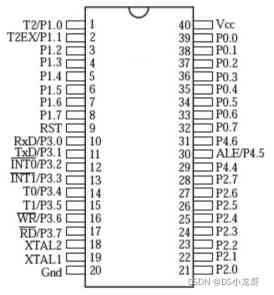 T2/P1.0 1 40 Vcc
T2EX/P1.1 2 39 P0.0
P1.2 3 38 P0.1
P1.3 4 37 P0.2
P1.4 5 36 P0.3
P1.5 6 35 P0.4
P1.6 7 34 P0.5
P1.7 8 33 P0.6
RST 9 32 P0.7
RxD/P3.0 10 31 P4.6
TxD/P3.1 11 30 ALE/P4.5
INT0/P3.2 12 29 P4.4
INT1/P3.3 13 28 P2.7
T0/P3.4 14 27 P2.6
T1/P3.5 15 26 P2.5
WR/P3.6 16 25 P2.4
RD/P3.7 17 24 P2.3
XTAL2 18 23 P2.2
XTAL1 19 22 P2.1
Gnd 20 21 P2.0
CSDN @DS小龙哥